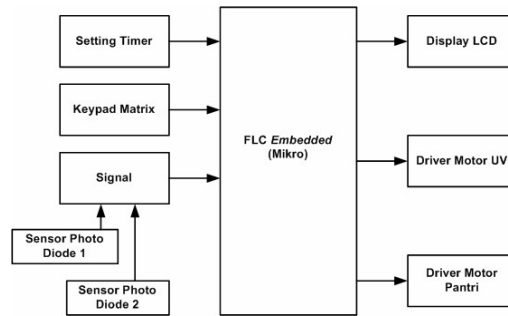 Setting Timer
Keypad Matrix
Signal
Sensor Photo
Diode 1
Sensor Photo
Diode 2
FLC Embedded
(Mikro)
Display LCD
Driver Motor UV
Driver Motor
Pantri